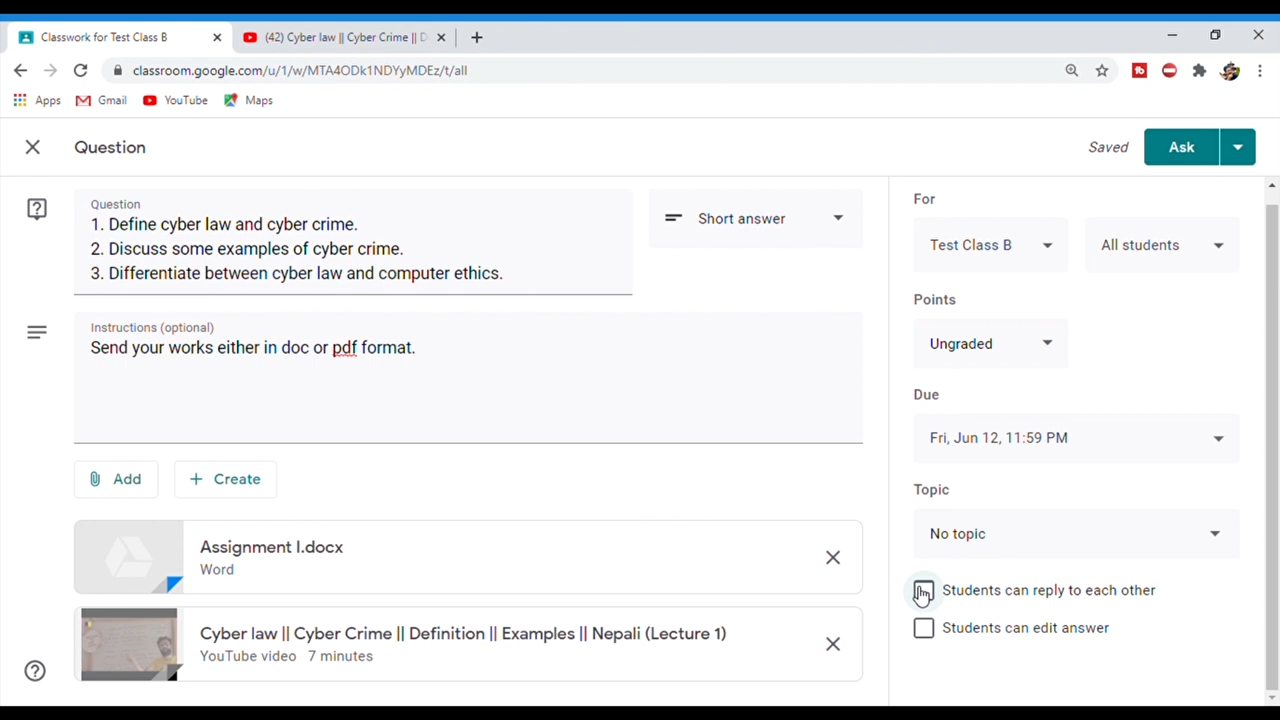 Classwork for Test Class B
(42) Cyber law || Cyber Crime || D
classroom.google.com/u/1/w/MTA4ODk1NDYyMDEz/t/all
Apps Gmail YouTube Maps
Question
Saved Ask
Question
1. Define cyber law and cyber crime.
2. Discuss some examples of cyber crime.
3. Differentiate between cyber law and computer ethics.
Short answer
Instructions (optional)
Send your works either in doc or pdf format.
Add Create
Assignment I.docx
Word
Cyber law || Cyber Crime || Definition || Examples || Nepali (Lecture 1)
YouTube video 7 minutes
For
Test Class B All students
Points
Ungraded
Due
Fri, Jun 12, 11:59 PM
Topic
No topic
Students can reply to each other
Students can edit answer